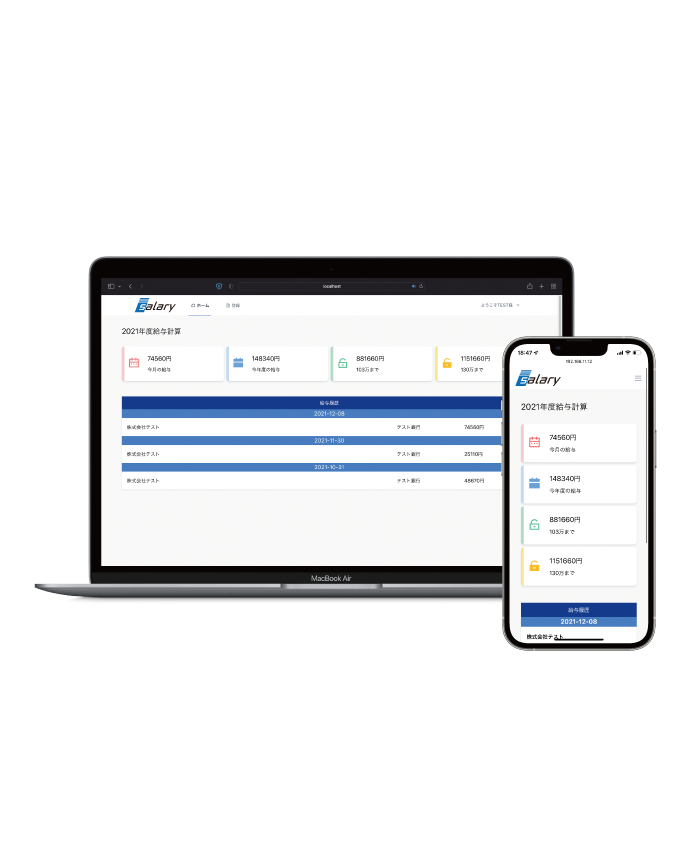 localhost
Salary
ホーム
登録
ようこそTEST様
2021年度給与計算
74560円
今月の給与
148340円
今年度の給与
881660円
103万まで
1151660円
130万まで
給与履歴
2021-12-08
株式会社テスト テスト銀行 74560円
2021-11-30
株式会社テスト テスト銀行 25110円
2021-10-31
株式会社テスト テスト銀行 48670円
MacBook Air
18:47
192.168.11.12
Salary
2021年度給与計算
74560円
今月の給与
148340円
今年度の給与
881660円
103万まで
1151660円
130万まで
給与履歴
2021-12-08
株式会社テスト